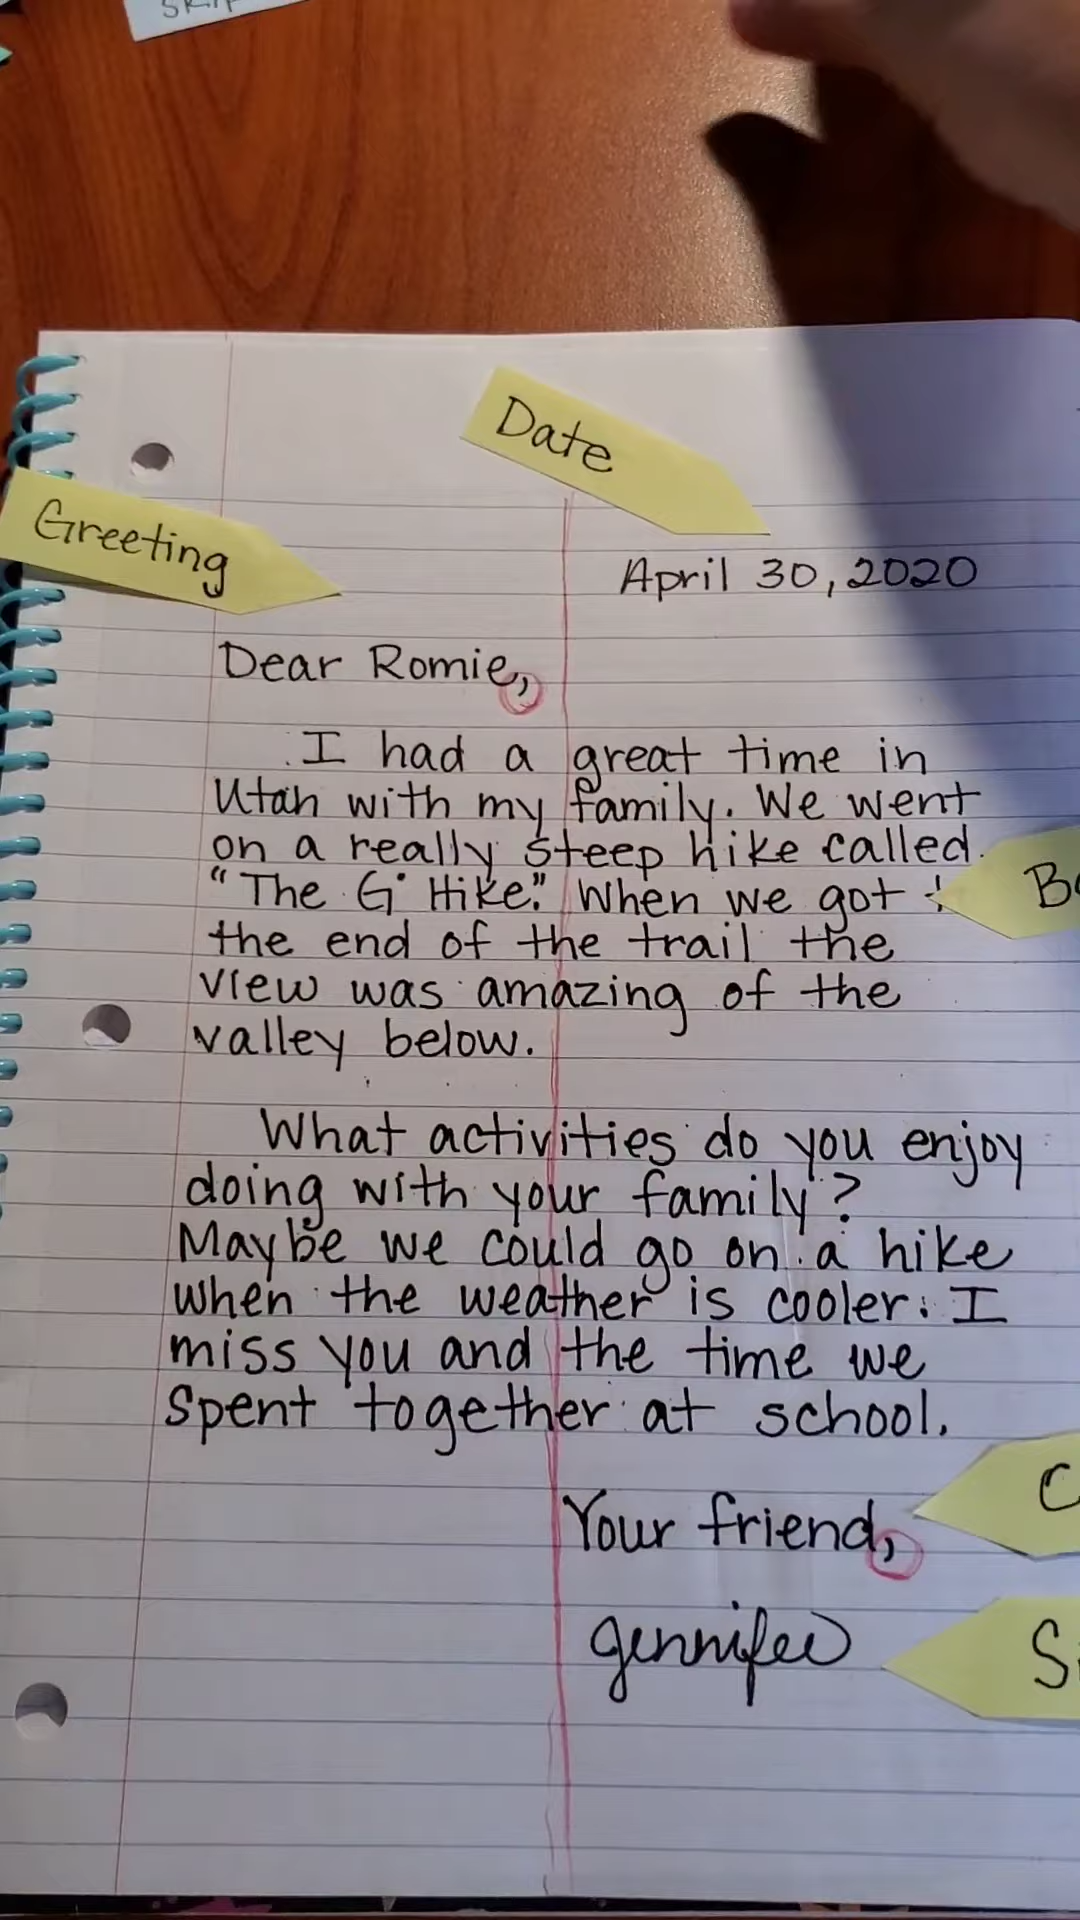 Date
Greeting
April 30, 2020
Dear Romie,
I had a great time in
Utah with my family. We went
on a really steep hike called
"The G Hike." When we got
the end of the trail the
view was amazing of the
valley below.
What activities do you enjoy
doing with your family?
Maybe we could go on a hike
when the weather is cooler. I
miss you and the time we
spent together at school.
Your friend,
Jennifer